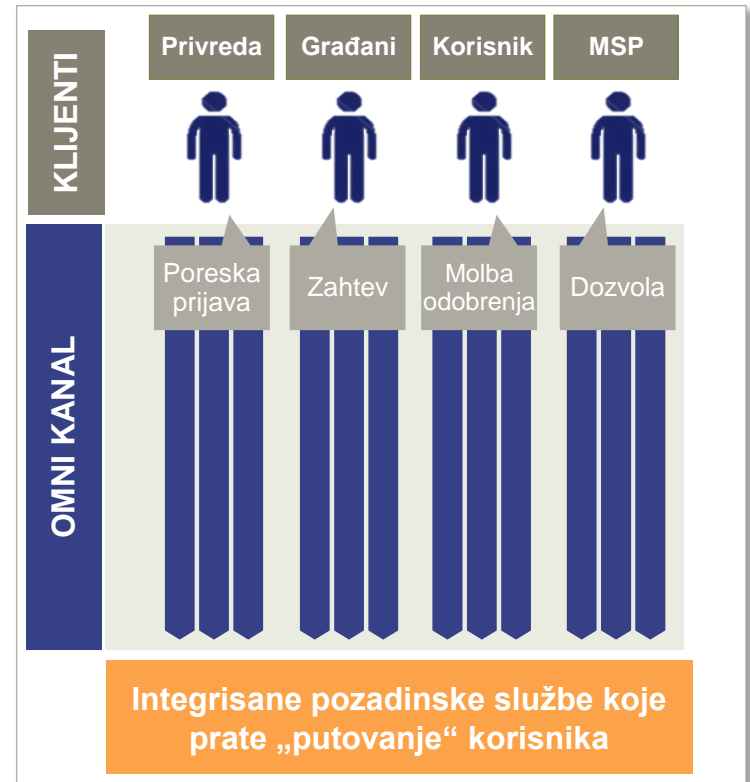 KLIJENTI
Privreda
Građani
Korisnik
MSP
OMNI KANAL
Poreska
prijava
Zahtev
Molba
odobrenja
Dozvola
Integrisane pozadinske službe koje
prate „putovanje“ korisnika